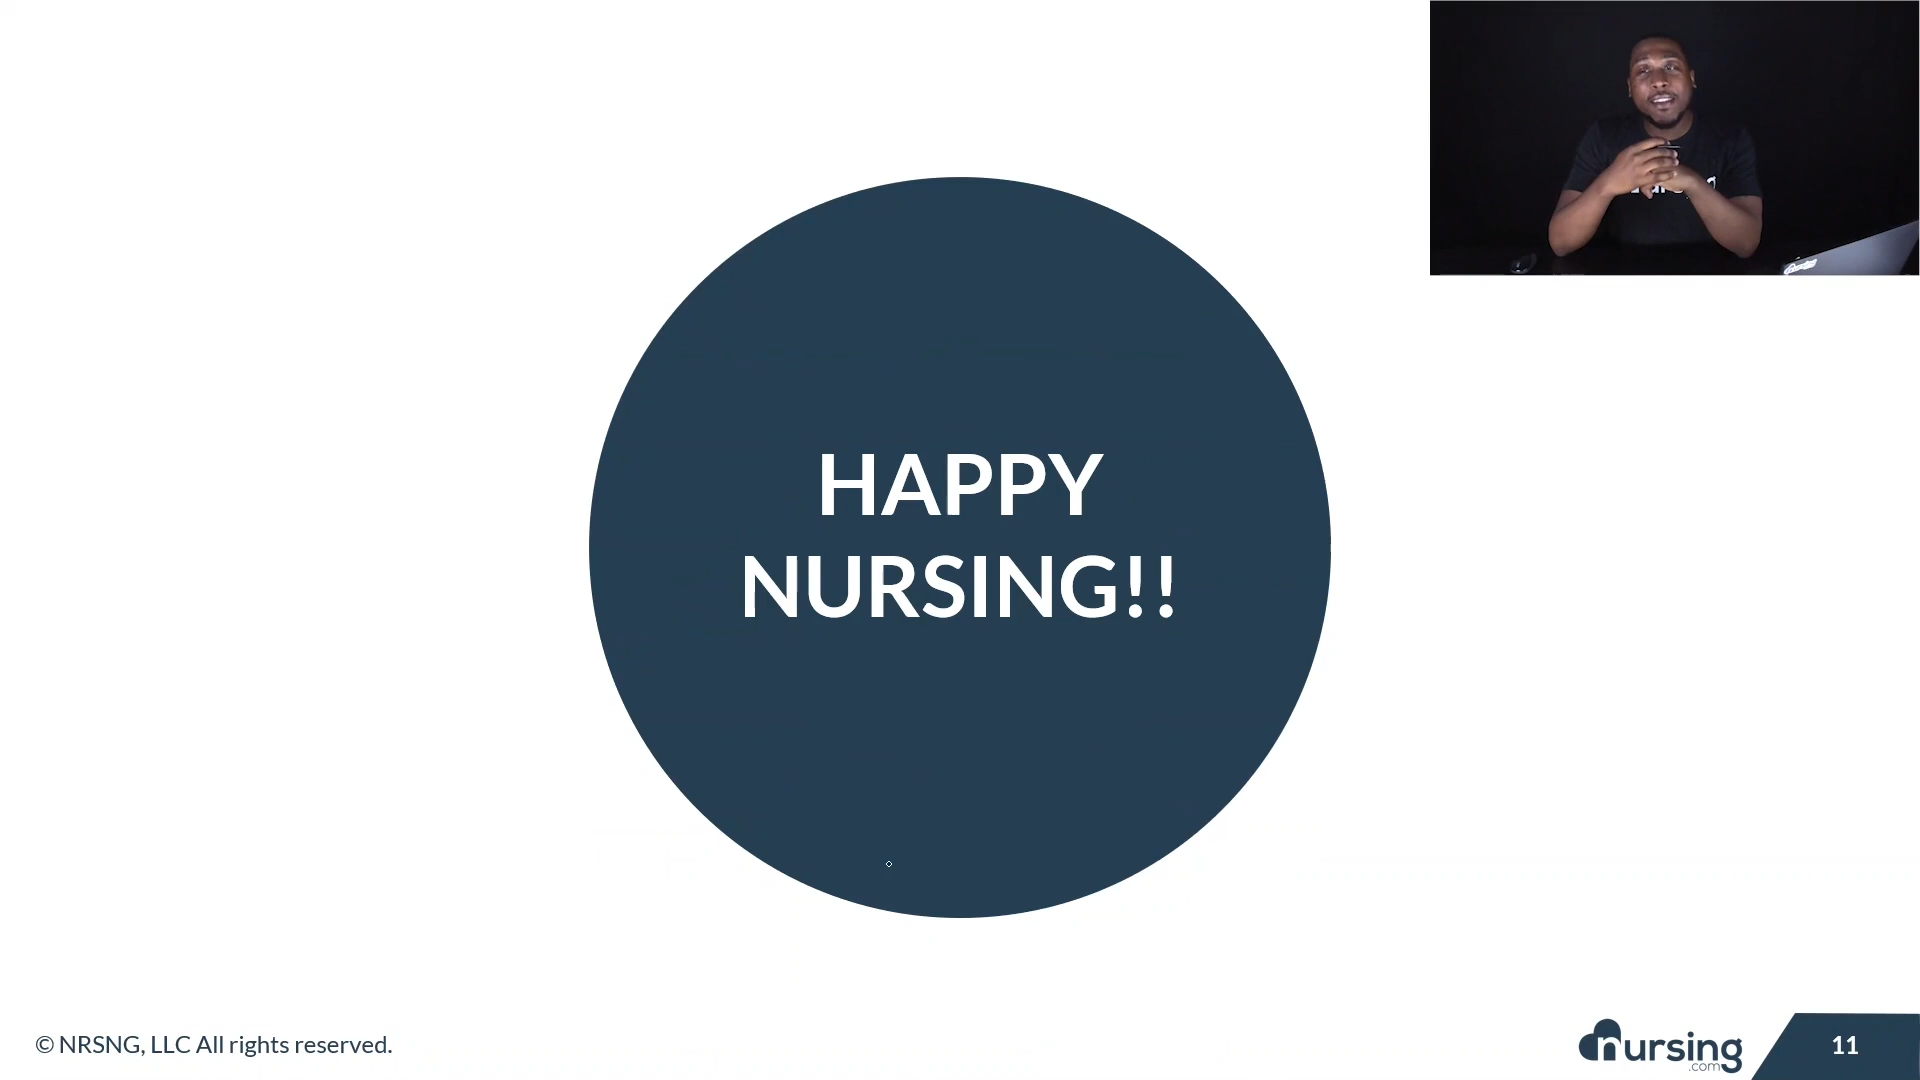 HAPPY
NURSING!!
© NRSNG, LLC All rights reserved.
nursing
.com
11